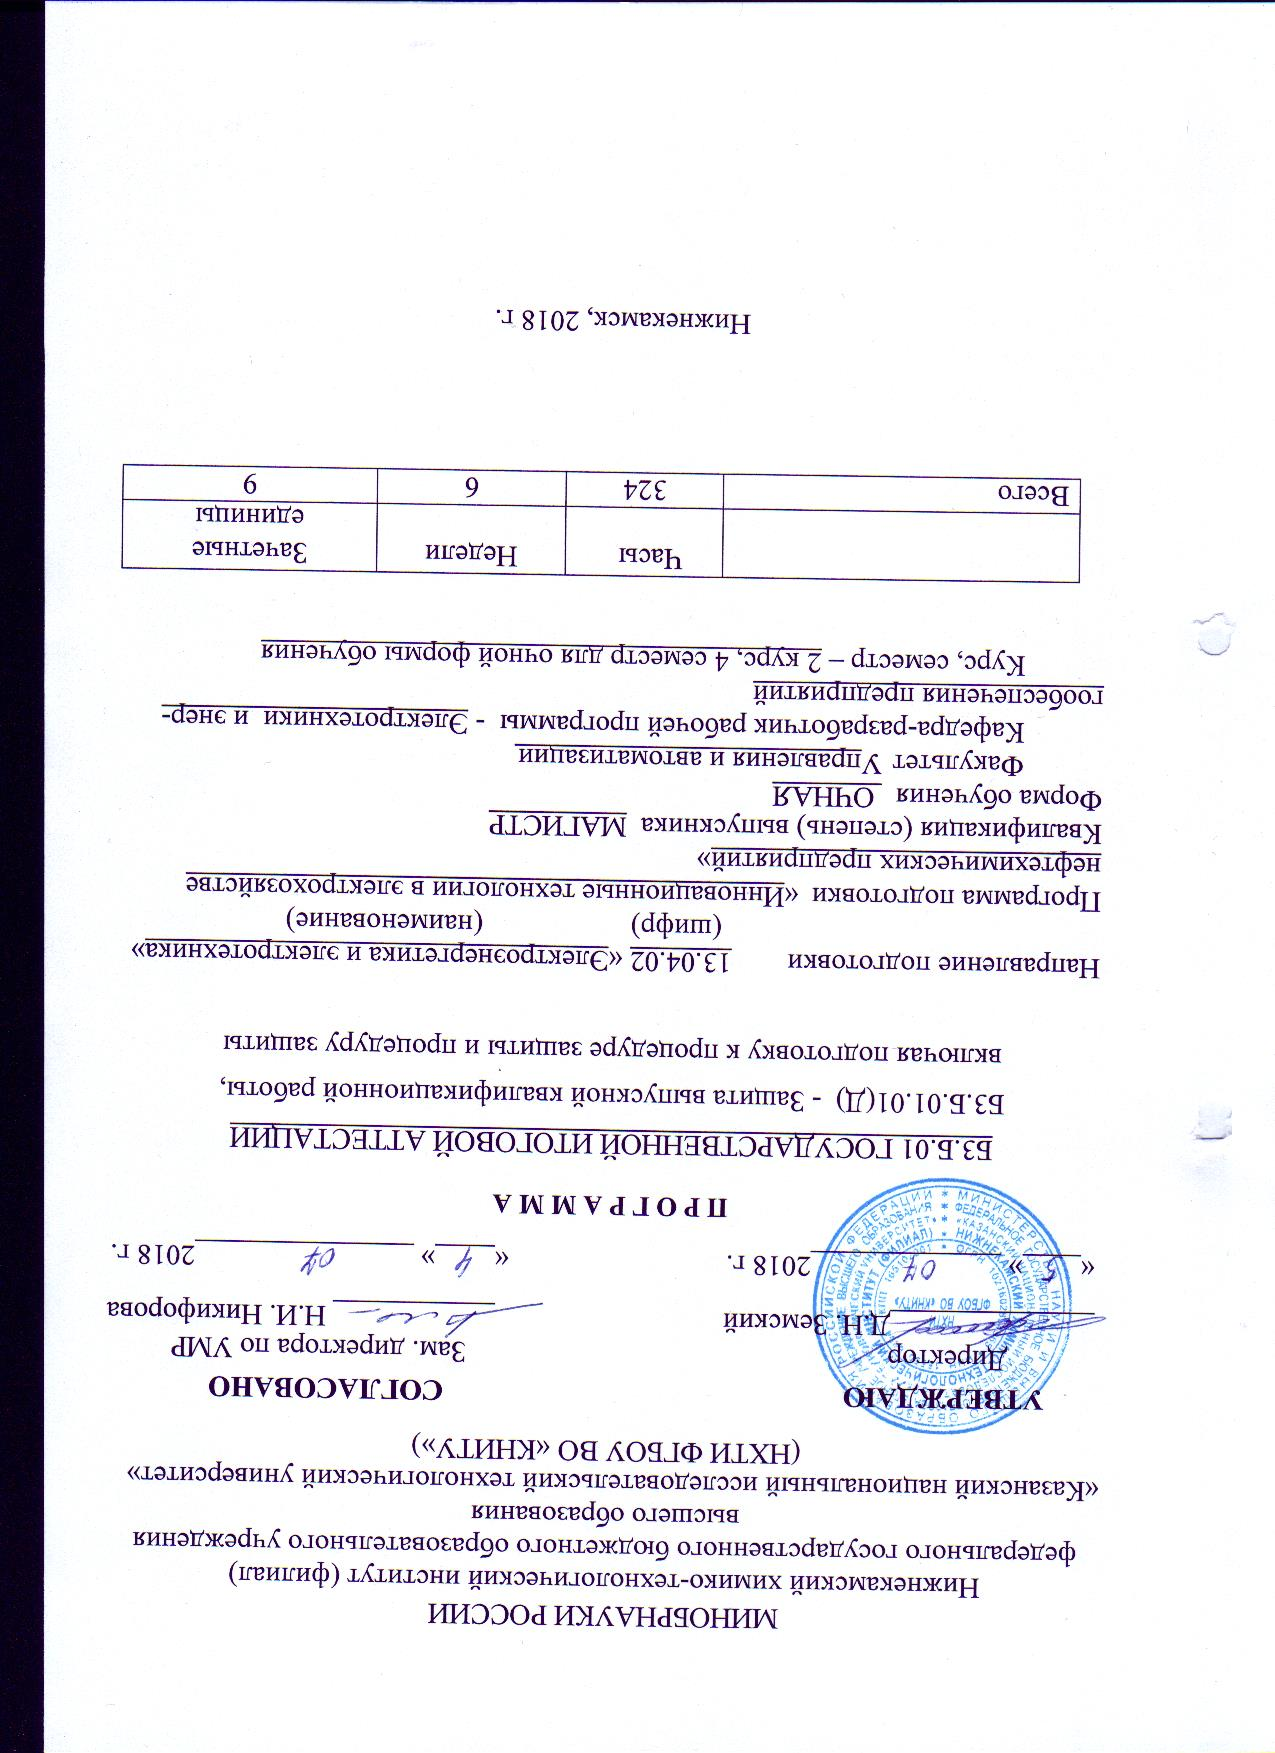 МИНОБРНАУКИ РОССИИ
Нижнекамский химико-технологический институт (филиал)
федерального государственного бюджетного образовательного учреждения
высшего образования
«Казанский национальный исследовательский технологический университет»
(НХТИ ФГБОУ ВО «КНИТУ»)
УТВЕРЖДАЮ
Директор
Д.Н. Земский
« 5 » 07 2018 г.
СОГЛАСОВАНО
Зам. директора по УМР
Н.И. Никифорова
« 4 » 07 2018 г.
П Р О Г Р А М М А
Б3.Б.01 ГОСУДАРСТВЕННОЙ ИТОГОВОЙ АТТЕСТАЦИИ
Б3.Б.01.01(Д) - Защита выпускной квалификационной работы,
включая подготовку к процедуре защиты и процедуру защиты
Направление подготовки 13.04.02 «Электроэнергетика и электротехника»
(шифр) (наименование)
Программа подготовки «Инновационные технологии в электрохозяйстве
нефтехимических предприятий»
Квалификация (степень) выпускника МАГИСТР
Форма обучения ОЧНАЯ
Факультет Управления и автоматизации
Кафедра-разработчик рабочей программы - Электротехники и энер-
гообеспечения предприятий
Курс, семестр – 2 курс, 4 семестр для очной формы обучения
Часы Недели Зачетные
единицы
Всего 324 6 9
Нижнекамск, 2018 г.